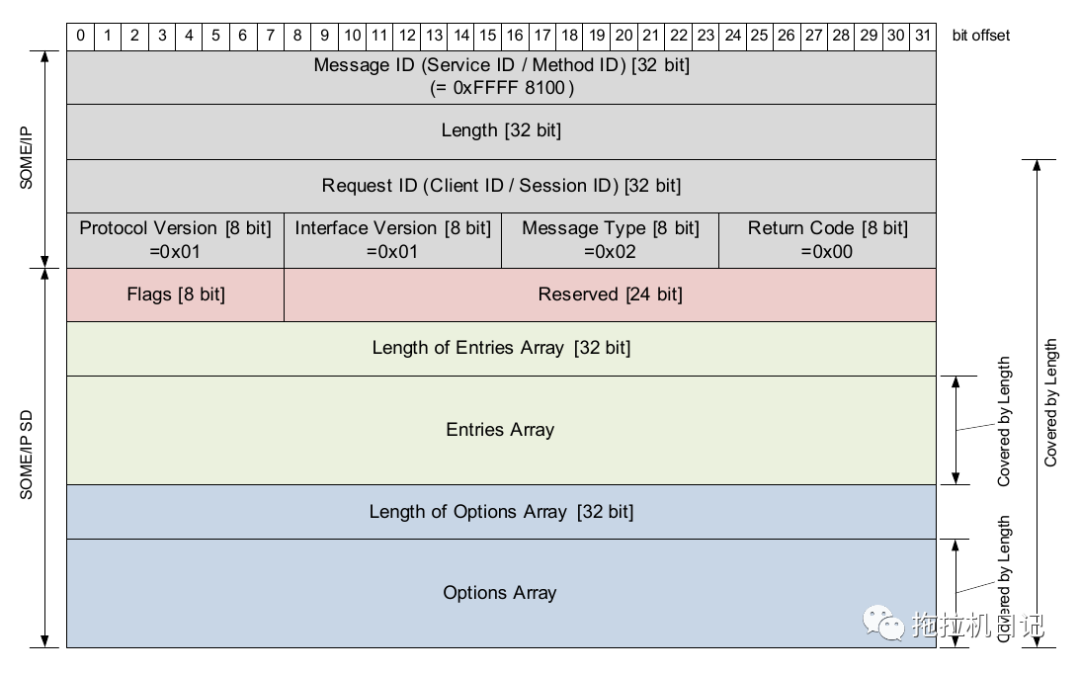 0 1 2 3 4 5 6 7 8 9 10 11 12 13 14 15 16 17 18 19 20 21 22 23 24 25 26 27 28 29 30 31 bit offset
SOME/IP
Message ID (Service ID / Method ID) [32 bit]
(= 0xFFFF 8100 )
Length [32 bit]
Request ID (Client ID / Session ID) [32 bit]
Protocol Version [8 bit]
=0x01
Interface Version [8 bit]
=0x01
Message Type [8 bit]
=0x02
Return Code [8 bit]
=0x00
SOME/IP SD
Flags [8 bit]
Reserved [24 bit]
Length of Entries Array [32 bit]
Entries Array
Covered by Length
Length of Options Array [32 bit]
Options Array
Covered by Length
Covered by Length
拖拉机日记